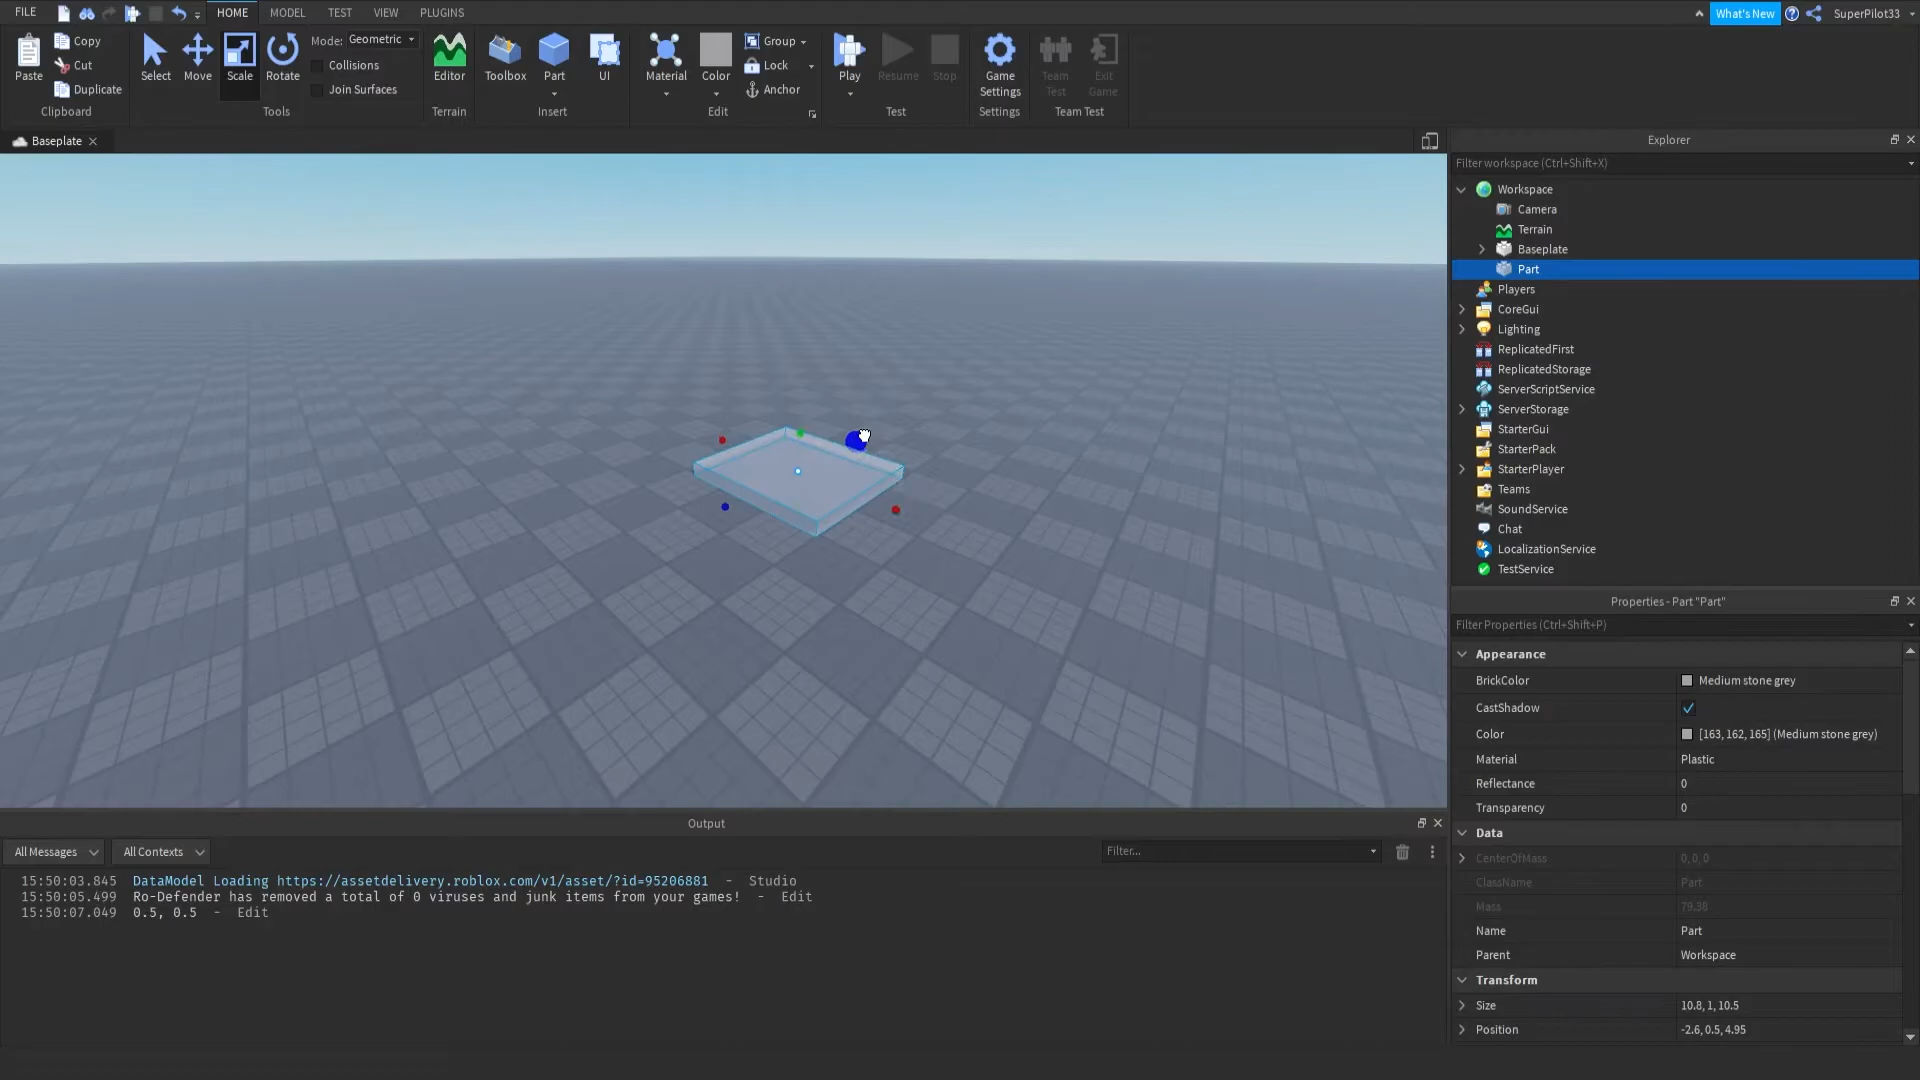 FILE HOME MODEL TEST VIEW PLUGINS What's New SuperPilot33
Paste Copy Cut Duplicate Clipboard
Select Move Scale Rotate Mode: Geometric Collisions Join Surfaces Tools
Editor Terrain
Toolbox Part UI Insert
Material Color Group Lock Anchor Edit
Play Resume Stop Test
Game Settings Settings
Team Test Exit Game Team Test
Baseplate
Explorer
Filter workspace (Ctrl+Shift+X)
Workspace
Camera
Terrain
Baseplate
Part
Players
CoreGui
Lighting
ReplicatedFirst
ReplicatedStorage
ServerScriptService
ServerStorage
StarterGui
StarterPack
StarterPlayer
Teams
SoundService
Chat
LocalizationService
TestService
Properties - Part "Part"
Filter Properties (Ctrl+Shift+P)
Appearance
BrickColor Medium stone grey
CastShadow
Color [163, 162, 165] (Medium stone grey)
Material Plastic
Reflectance 0
Transparency 0
Data
CenterOfMass 0, 0, 0
ClassName Part
Mass 79.38
Name Part
Parent Workspace
Transform
Size 10.8, 1, 10.5
Position -2.6, 0.5, 4.95
Output
All Messages All Contexts Filter...
15:50:03.845 DataModel Loading https://assetdelivery.roblox.com/v1/asset/?id=95206881 - Studio
15:50:05.499 Ro-Defender has removed a total of 0 viruses and junk items from your games! - Edit
15:50:07.049 0.5, 0.5 - Edit